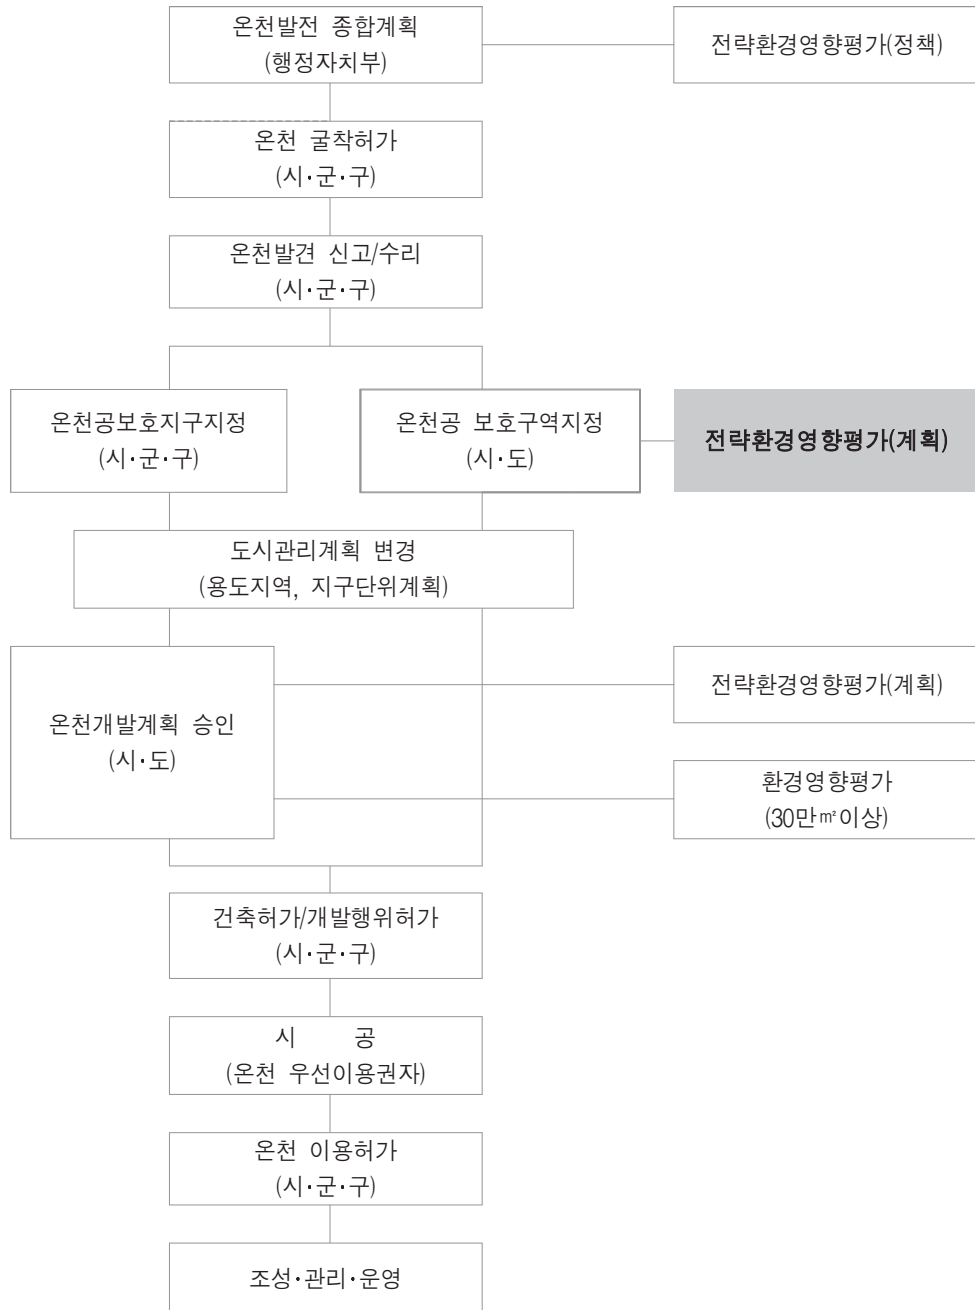 온천발전 종합계획
(행정자치부)
전략환경영향평가(정책)
온천 굴착허가
(시·군·구)
온천발견 신고/수리
(시·군·구)
온천공보호지구지정
(시·군·구)
온천공 보호구역지정
(시·도)
전략환경영향평가(계획)
도시관리계획 변경
(용도지역, 지구단위계획)
온천개발계획 승인
(시·도)
전략환경영향평가(계획)
환경영향평가
(30만㎡이상)
건축허가/개발행위허가
(시·군·구)
시 공
(온천 우선이용권자)
온천 이용허가
(시·군·구)
조성·관리·운영